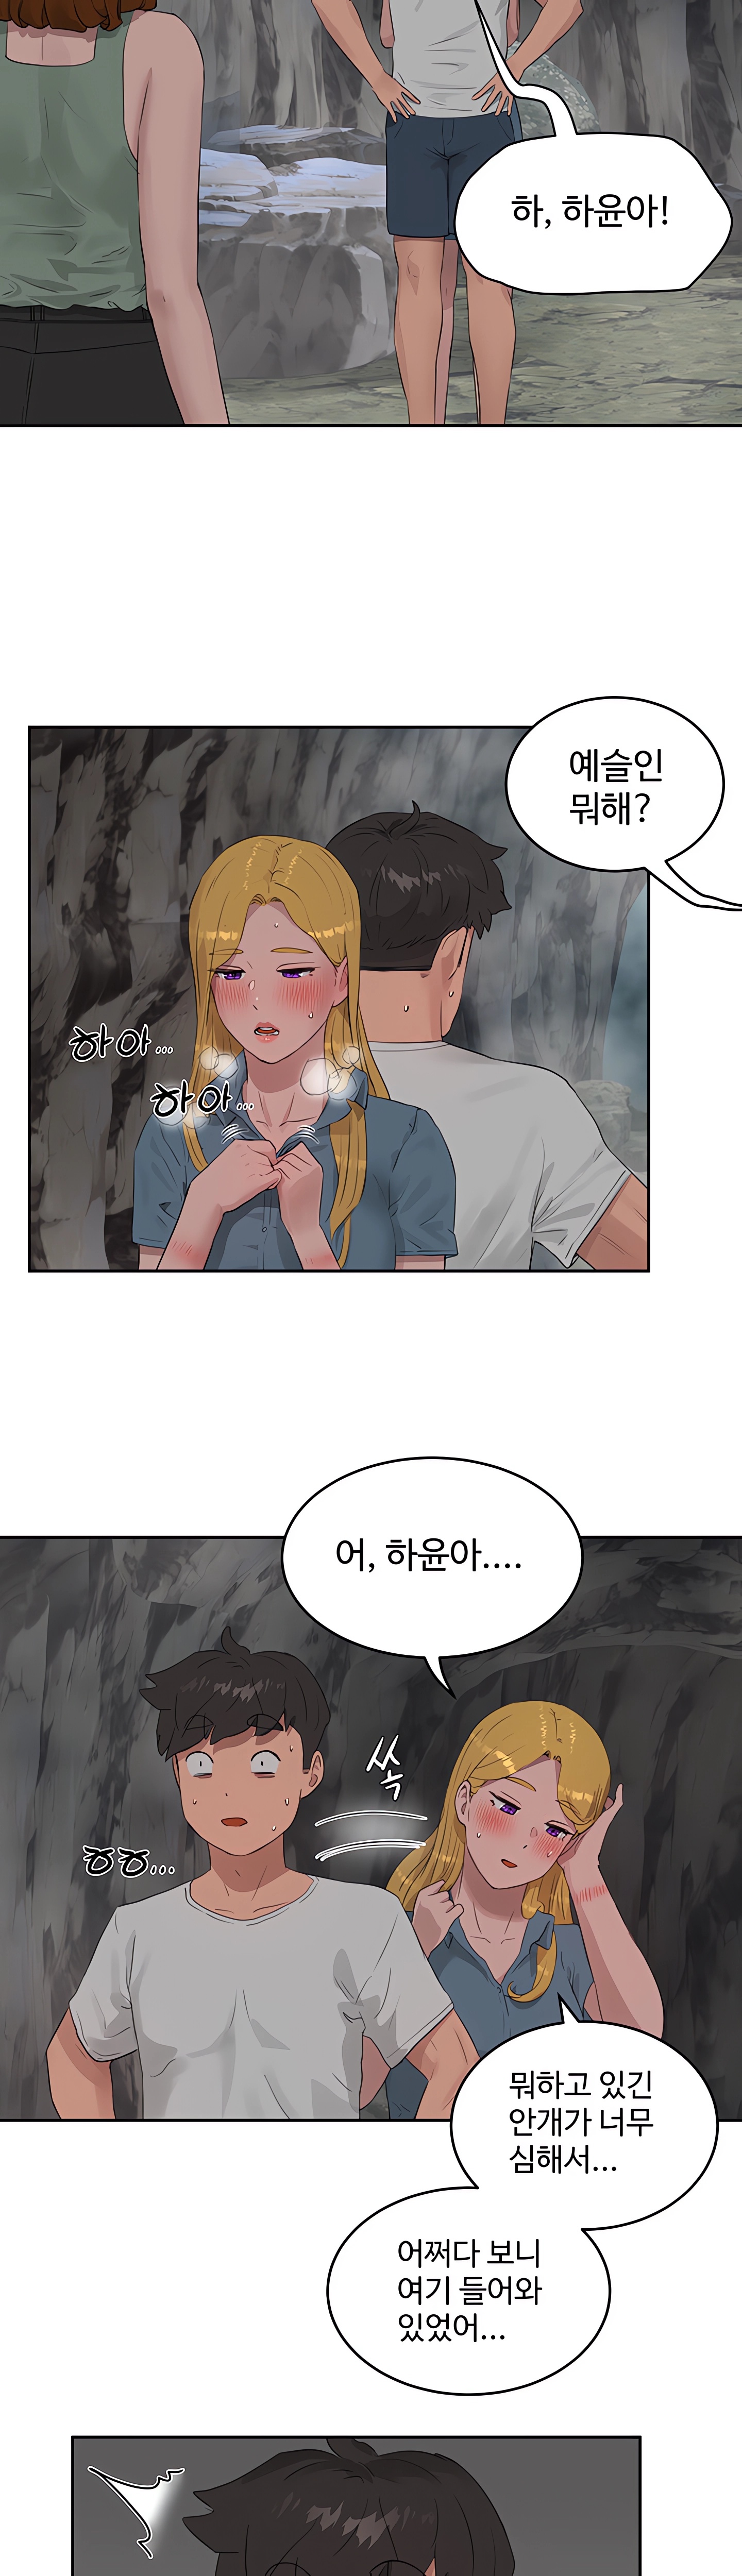 하, 하윤아!
예슬인
뭐해?
하아...
하아...
어, 하윤아....
쏙
ㅎㅎ...
뭐하고 있긴
안개가 너무
심해서...
어쩌다 보니
여기 들어와
있었어...